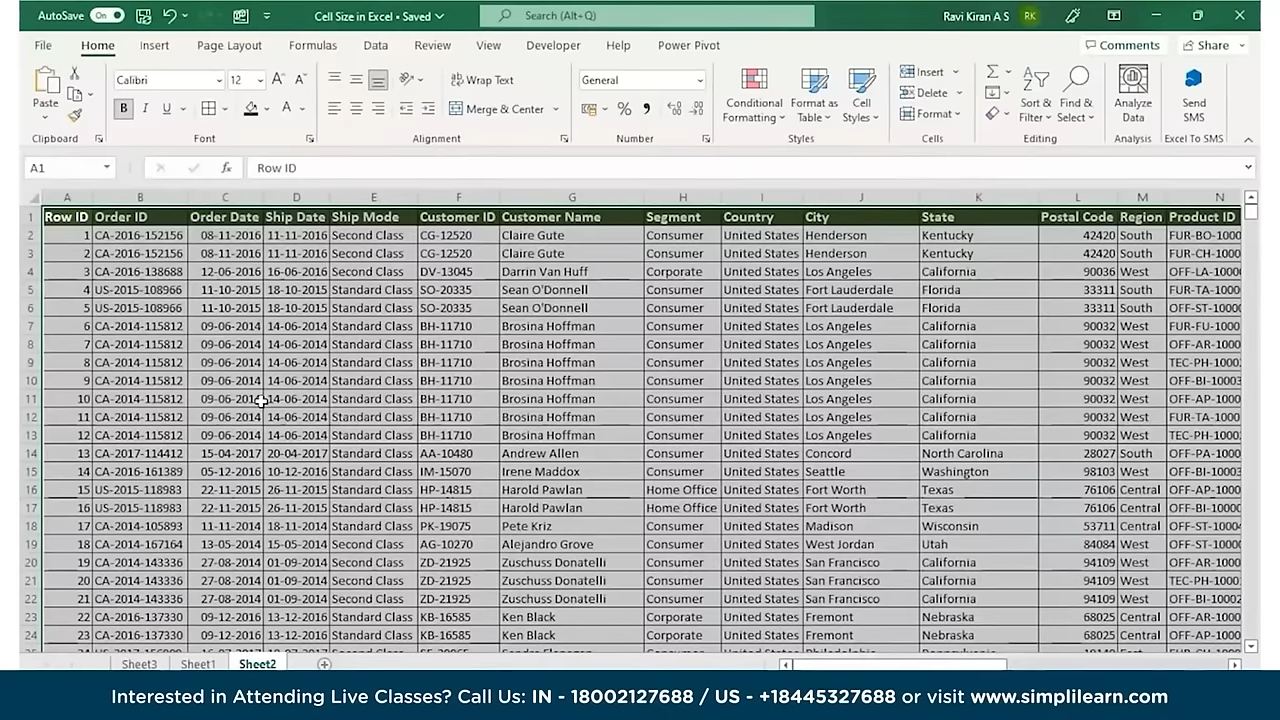 AutoSave On Cell Size in Excel • Saved Search (Alt+Q) Ravi Kiran A S RK
File Home Insert Page Layout Formulas Data Review View Developer Help Power Pivot Comments Share
Paste Calibri 12 Wrap Text General Conditional Formatting Format as Table Cell Styles Insert Sort & Filter Find & Select Analyze Data Send SMS
B I U A Merge & Center % Delete
Format
Clipboard Font Alignment Number Styles Cells Editing Analysis Excel To SMS
A1 fx Row ID
A B C D E F G H I J K L M N
1 Row ID Order ID Order Date Ship Date Ship Mode Customer ID Customer Name Segment Country City State Postal Code Region Product ID
2 1 CA-2016-152156 08-11-2016 11-11-2016 Second Class CG-12520 Claire Gute Consumer United States Henderson Kentucky 42420 South FUR-BO-1000
3 2 CA-2016-152156 08-11-2016 11-11-2016 Second Class CG-12520 Claire Gute Consumer United States Henderson Kentucky 42420 South FUR-CH-1000
4 3 CA-2016-138688 12-06-2016 16-06-2016 Second Class DV-13045 Darrin Van Huff Corporate United States Los Angeles California 90036 West OFF-LA-1000
5 4 US-2015-108966 11-10-2015 18-10-2015 Standard Class SO-20335 Sean O'Donnell Consumer United States Fort Lauderdale Florida 33311 South FUR-TA-1000
6 5 US-2015-108966 11-10-2015 18-10-2015 Standard Class SO-20335 Sean O'Donnell Consumer United States Fort Lauderdale Florida 33311 South OFF-ST-1000
7 6 CA-2014-115812 09-06-2014 14-06-2014 Standard Class BH-11710 Brosina Hoffman Consumer United States Los Angeles California 90032 West FUR-FU-1000
8 7 CA-2014-115812 09-06-2014 14-06-2014 Standard Class BH-11710 Brosina Hoffman Consumer United States Los Angeles California 90032 West OFF-AR-1000
9 8 CA-2014-115812 09-06-2014 14-06-2014 Standard Class BH-11710 Brosina Hoffman Consumer United States Los Angeles California 90032 West TEC-PH-1000
10 9 CA-2014-115812 09-06-2014 14-06-2014 Standard Class BH-11710 Brosina Hoffman Consumer United States Los Angeles California 90032 West OFF-BI-10003
11 10 CA-2014-115812 09-06-2014 14-06-2014 Standard Class BH-11710 Brosina Hoffman Consumer United States Los Angeles California 90032 West OFF-AP-1000
12 11 CA-2014-115812 09-06-2014 14-06-2014 Standard Class BH-11710 Brosina Hoffman Consumer United States Los Angeles California 90032 West FUR-TA-1000
13 12 CA-2014-115812 09-06-2014 14-06-2014 Standard Class BH-11710 Brosina Hoffman Consumer United States Los Angeles California 90032 West TEC-PH-1000
14 13 CA-2017-114412 15-04-2017 20-04-2017 Standard Class AA-10480 Andrew Allen Consumer United States Concord North Carolina 28027 South OFF-PA-1000
15 14 CA-2016-161389 05-12-2016 10-12-2016 Standard Class IM-15070 Irene Maddox Consumer United States Seattle Washington 98103 West OFF-BI-10003
16 15 US-2015-118983 22-11-2015 26-11-2015 Standard Class HP-14815 Harold Pawlan Home Office United States Fort Worth Texas 76106 Central OFF-AP-1000
17 16 US-2015-118983 22-11-2015 26-11-2015 Standard Class HP-14815 Harold Pawlan Home Office United States Fort Worth Texas 76106 Central OFF-BI-1000
18 17 CA-2014-105893 11-11-2014 18-11-2014 Standard Class PK-19075 Pete Kriz Consumer United States Madison Wisconsin 53711 Central OFF-ST-1000
19 18 CA-2014-167164 13-05-2014 15-05-2014 Second Class AG-10270 Alejandro Grove Consumer United States West Jordan Utah 84084 West OFF-ST-1000
20 19 CA-2014-143336 27-08-2014 01-09-2014 Second Class ZD-21925 Zuschuss Donatelli Consumer United States San Francisco California 94109 West OFF-AR-1000
21 20 CA-2014-143336 27-08-2014 01-09-2014 Second Class ZD-21925 Zuschuss Donatelli Consumer United States San Francisco California 94109 West TEC-PH-1000
22 21 CA-2014-143336 27-08-2014 01-09-2014 Second Class ZD-21925 Zuschuss Donatelli Consumer United States San Francisco California 94109 West OFF-BI-10002
23 22 CA-2016-137330 09-12-2016 13-12-2016 Standard Class KB-16585 Ken Black Corporate United States Fremont Nebraska 68025 Central OFF-AR-1000
24 23 CA-2016-137330 09-12-2016 13-12-2016 Standard Class KB-16585 Ken Black Corporate United States Fremont Nebraska 68025 Central OFF-AP-1000
Sheet3 Sheet1 Sheet2
Interested in Attending Live Classes? Call Us: IN - 18002127688 / US - +18445327688 or visit www.simplilearn.com